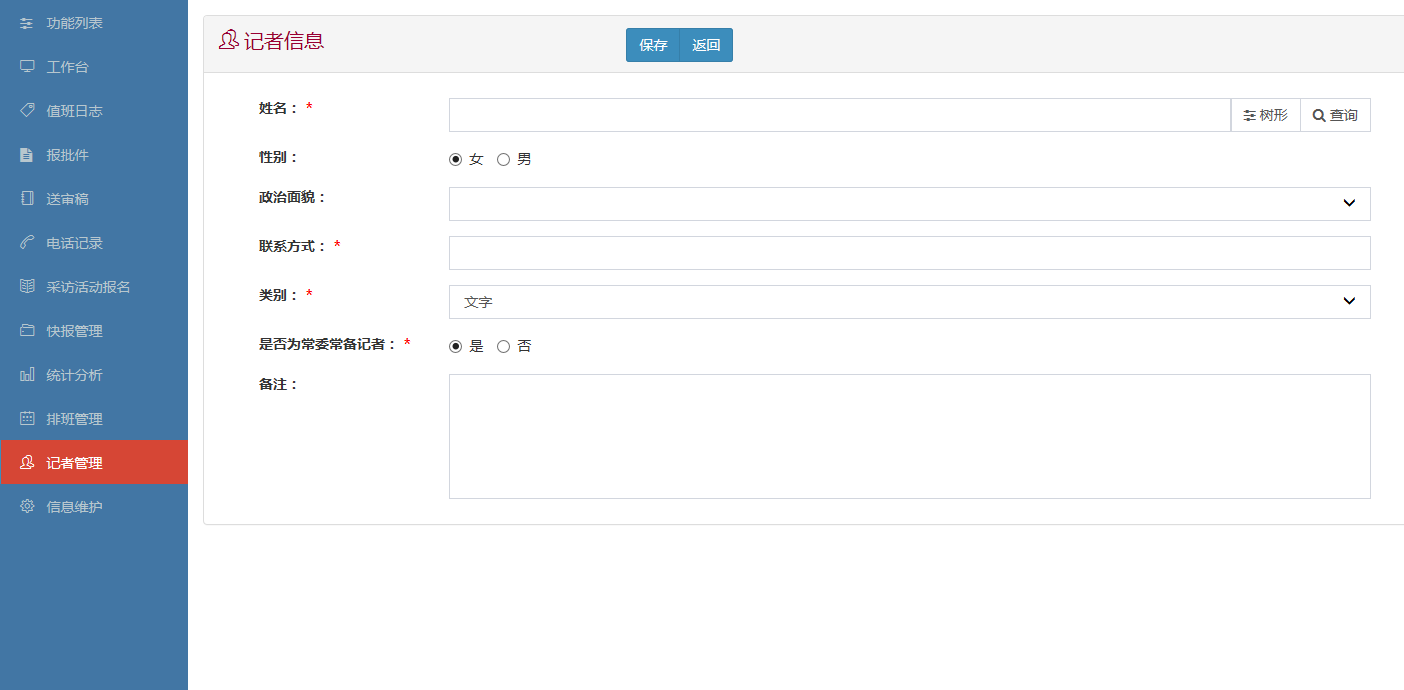 功能列表
工作台
值班日志
报批件
送审稿
电话记录
采访活动报名
快报管理
统计分析
排班管理
记者管理
信息维护
记者信息
保存 返回
姓名： *
树形 查询
性别：
女 男
政治面貌：
联系方式： *
类别： *
文字
是否为常委常备记者： *
是 否
备注：